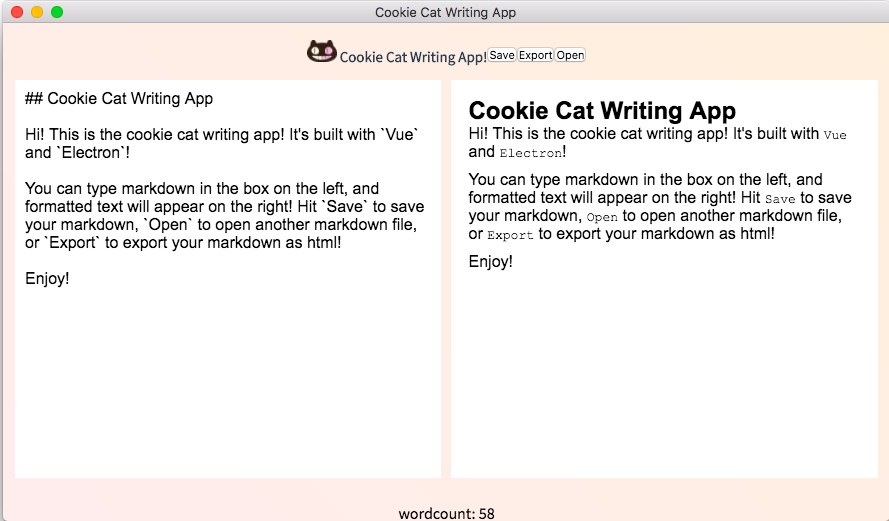 Cookie Cat Writing App
Cookie Cat Writing App! Save Export Open
## Cookie Cat Writing App
Hi! This is the cookie cat writing app! It's built with `Vue`
and `Electron`!
You can type markdown in the box on the left, and
formatted text will appear on the right! Hit `Save` to save
your markdown, `Open` to open another markdown file,
or `Export` to export your markdown as html!
Enjoy!
Cookie Cat Writing App
Hi! This is the cookie cat writing app! It's built with Vue
and Electron!
You can type markdown in the box on the left, and
formatted text will appear on the right! Hit Save to save
your markdown, Open to open another markdown file,
or Export to export your markdown as html!
Enjoy!
wordcount: 58